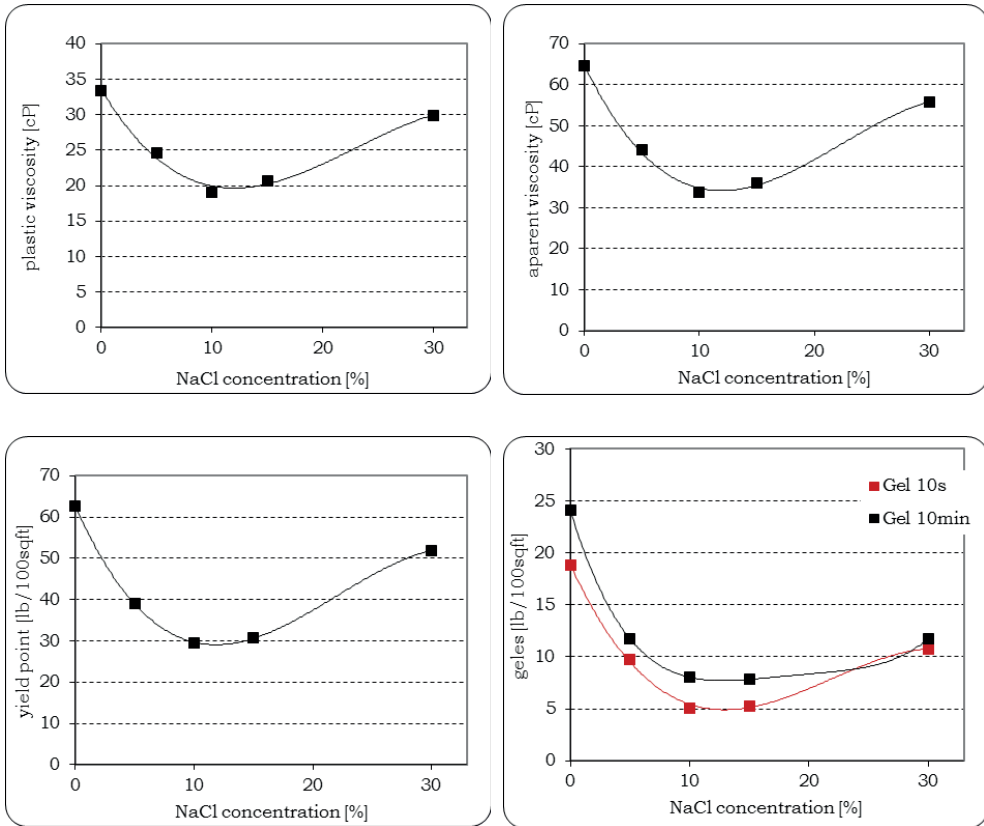 plastic viscosity [cP]
40
35
30
25
20
15
10
5
0
0 10 20 30
NaCl concentration [%]
aparent viscosity [cP]
70
60
50
40
30
20
10
0
0 10 20 30
NaCl concentration [%]
yield point [lb/100sqft]
70
60
50
40
30
20
10
0
0 10 20 30
NaCl concentration [%]
geles [lb/100sqft]
30
25
20
15
10
5
0
0 10 20 30
NaCl concentration [%]
Gel 10s
Gel 10min